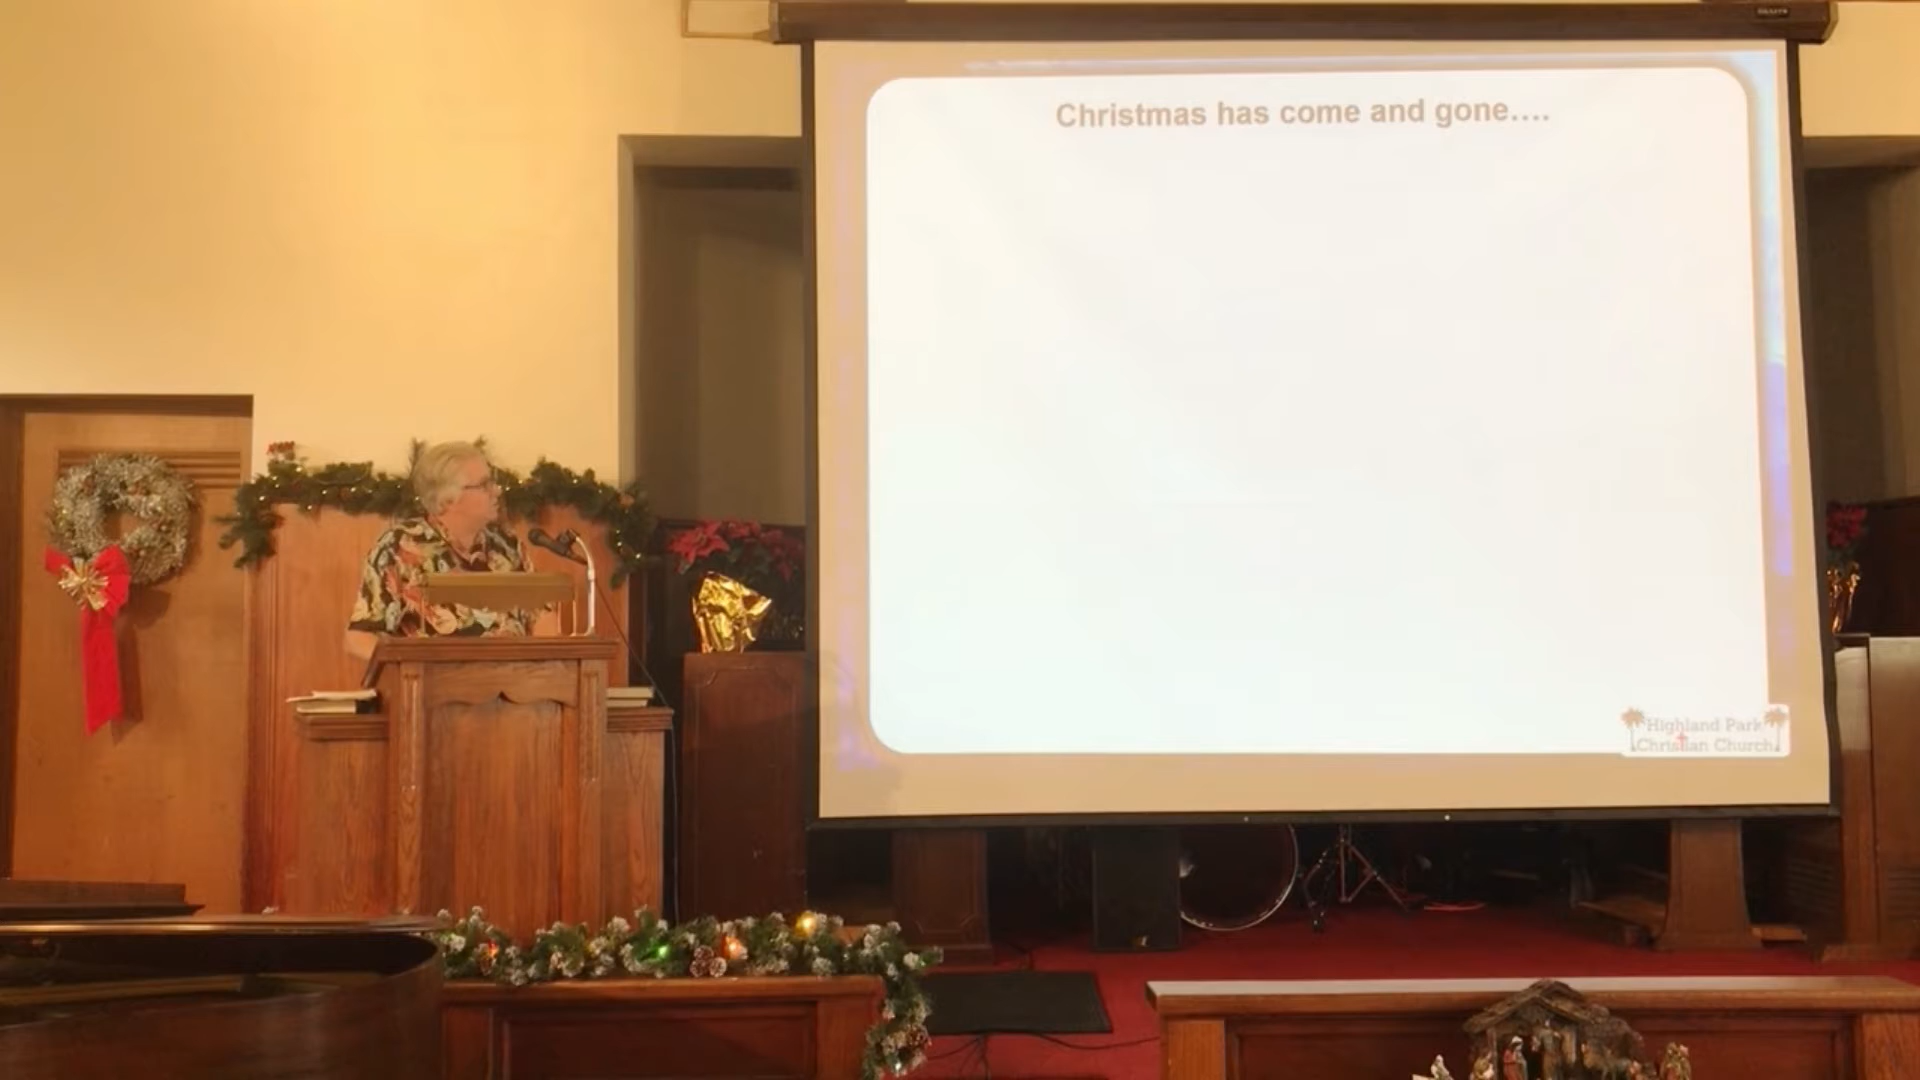 Christmas has come and gone....
Highland Park
Christian Church